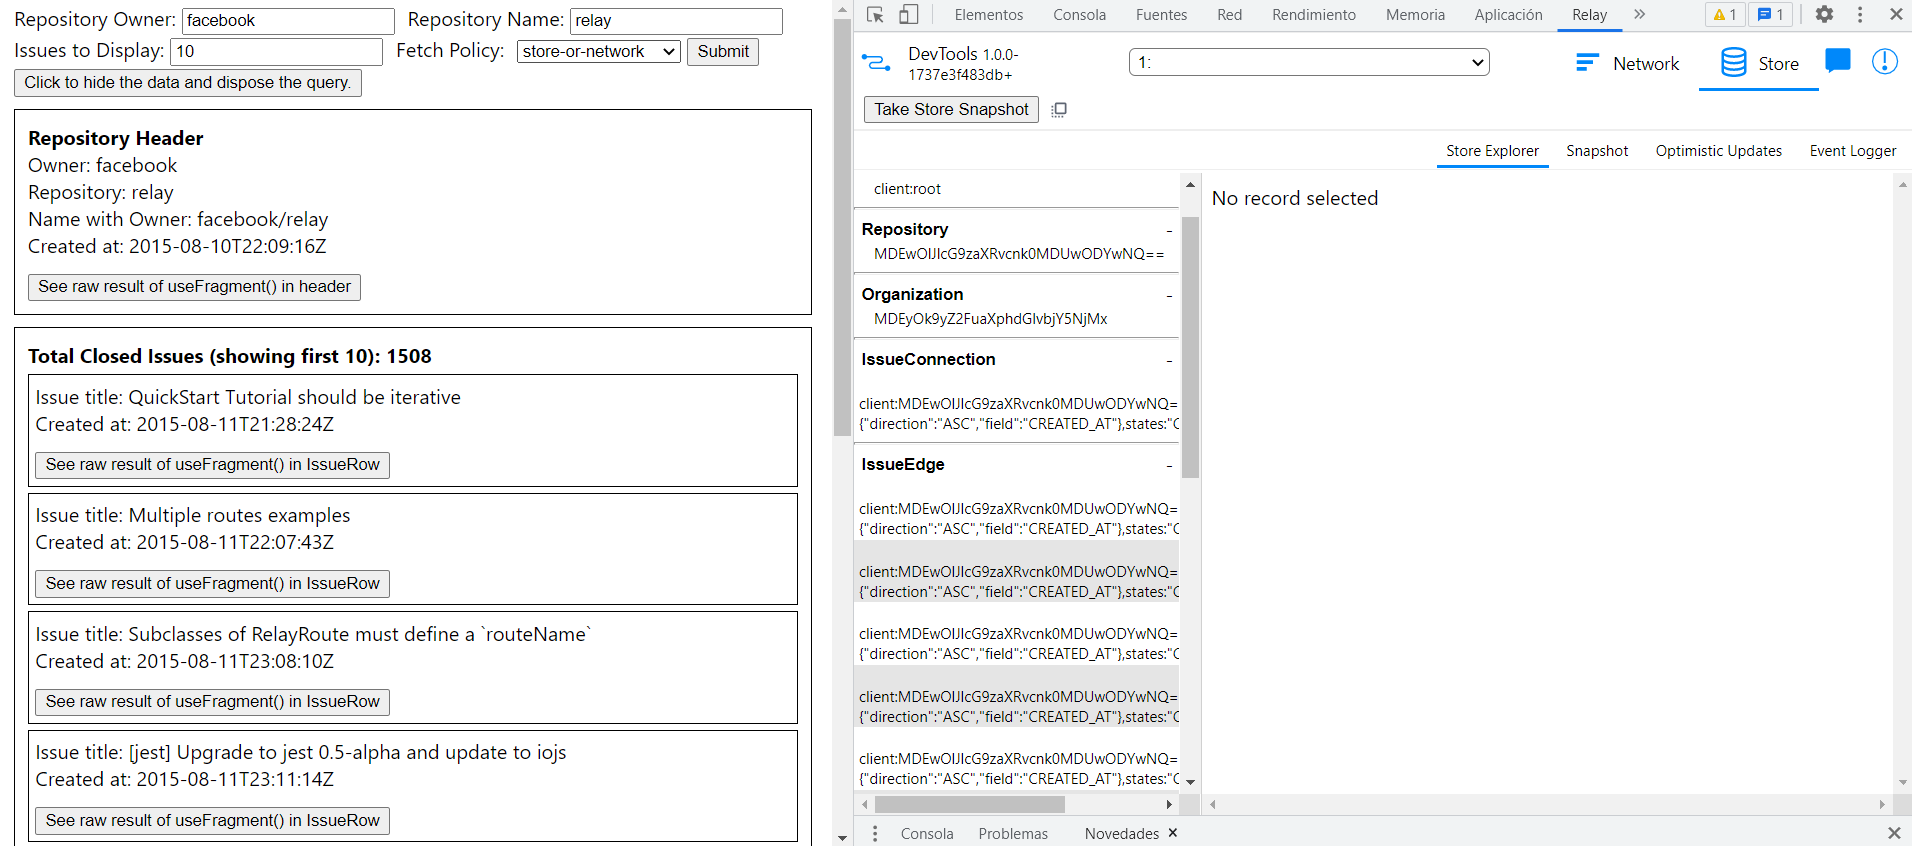 Repository Owner: facebook Repository Name: relay
Issues to Display: 10 Fetch Policy: store-or-network Submit
Click to hide the data and dispose the query.
Repository Header
Owner: facebook
Repository: relay
Name with Owner: facebook/relay
Created at: 2015-08-10T22:09:16Z
See raw result of useFragment() in header
Total Closed Issues (showing first 10): 1508
Issue title: QuickStart Tutorial should be iterative
Created at: 2015-08-11T21:28:24Z
See raw result of useFragment() in IssueRow
Issue title: Multiple routes examples
Created at: 2015-08-11T22:07:43Z
See raw result of useFragment() in IssueRow
Issue title: Subclasses of RelayRoute must define a `routeName`
Created at: 2015-08-11T23:08:10Z
See raw result of useFragment() in IssueRow
Issue title: [jest] Upgrade to jest 0.5-alpha and update to iojs
Created at: 2015-08-11T23:11:14Z
See raw result of useFragment() in IssueRow
Elementos Consola Fuentes Red Rendimiento Memoria Aplicación Relay » 1 1
DevTools 1.0.0-
1737e3f483db+
1:
Network Store
Take Store Snapshot
Store Explorer Snapshot Optimistic Updates Event Logger
client:root
Repository -
MDEwOlJlcG9zaXRvcnk0MDUwODYwNQ==
Organization -
MDEyOk9yZ2FuaXphdGlvbjY5NjMx
IssueConnection -
client:MDEwOlJlcG9zaXRvcnk0MDUwODYwNQ=
{"direction":"ASC","field":"CREATED_AT"},states:"C
IssueEdge -
client:MDEwOlJlcG9zaXRvcnk0MDUwODYwNQ=
{"direction":"ASC","field":"CREATED_AT"},states:"C
client:MDEwOlJlcG9zaXRvcnk0MDUwODYwNQ=
{"direction":"ASC","field":"CREATED_AT"},states:"C
client:MDEwOlJlcG9zaXRvcnk0MDUwODYwNQ=
{"direction":"ASC","field":"CREATED_AT"},states:"C
client:MDEwOlJlcG9zaXRvcnk0MDUwODYwNQ=
{"direction":"ASC","field":"CREATED_AT"},states:"C
client:MDEwOlJlcG9zaXRvcnk0MDUwODYwNQ=
{"direction":"ASC","field":"CREATED_AT"},states:"C
No record selected
Consola Problemas Novedades